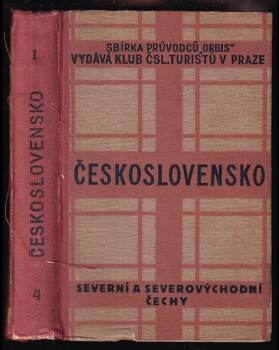 I
ČESKOSLOVENSKO
4
SBÍRKA PRŮVODCŮ „ORBIS"
VYDÁVÁ KLUB ČSL. TURISTŮ V PRAZE
ČESKOSLOVENSKO
SEVERNÍ A SEVEROVÝCHODNÍ
ČECHY